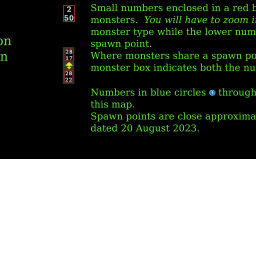 2
50
Small numbers enclosed in a red b
monsters. You will have to zoom i
monster type while the lower num
spawn point.
on
n
20
17
20
22
Where monsters share a spawn po
monster box indicates both the nu
Numbers in blue circles through
this map.
Spawn points are close approxima
dated 20 August 2023.